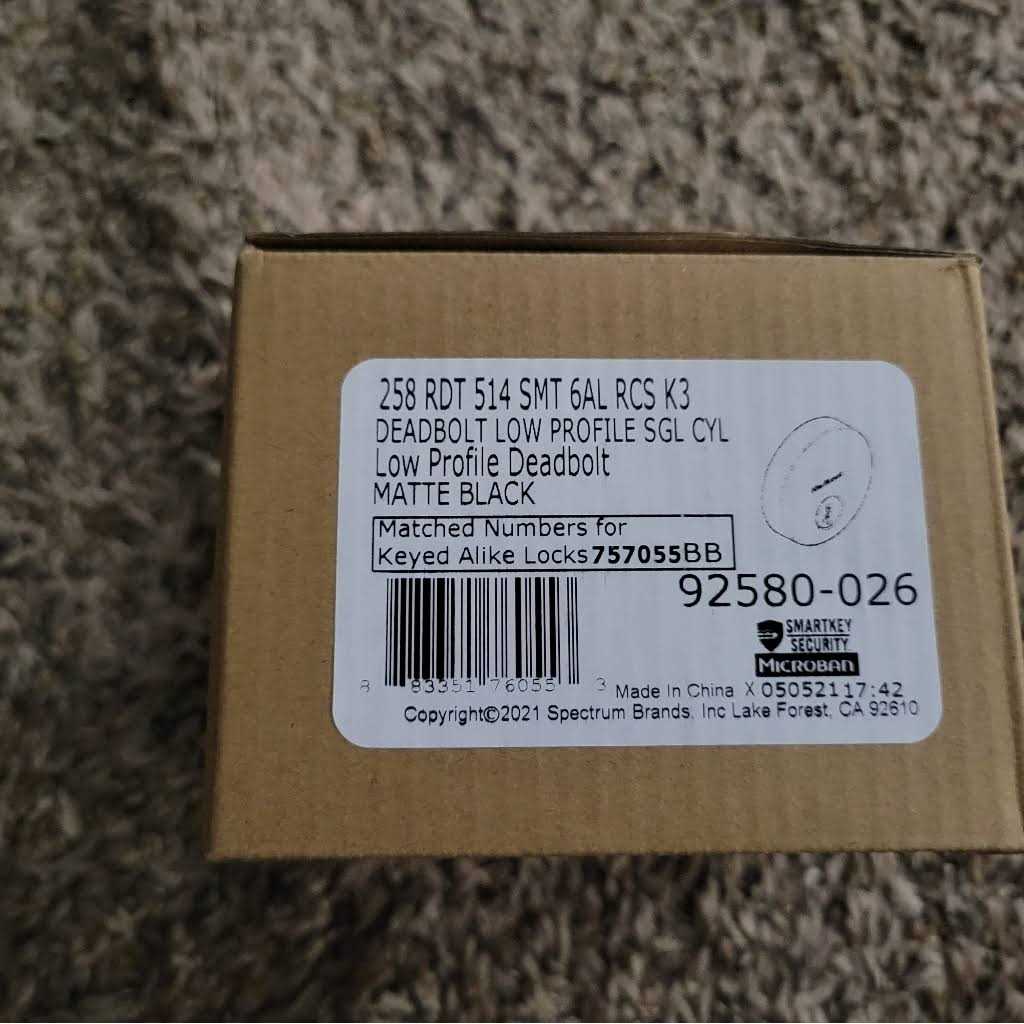 258 RDT 514 SMT 6AL RCS K3
DEADBOLT LOW PROFILE SGL CYL
Low Profile Deadbolt
MATTE BLACK
Matched Numbers for
Keyed Alike Locks 757055BB
92580-026
SMARTKEY
SECURITY
MICROBAN
8 83351 76055 3
Made In China X 05052117:42
Copyright©2021 Spectrum Brands, Inc Lake Forest, CA 92610